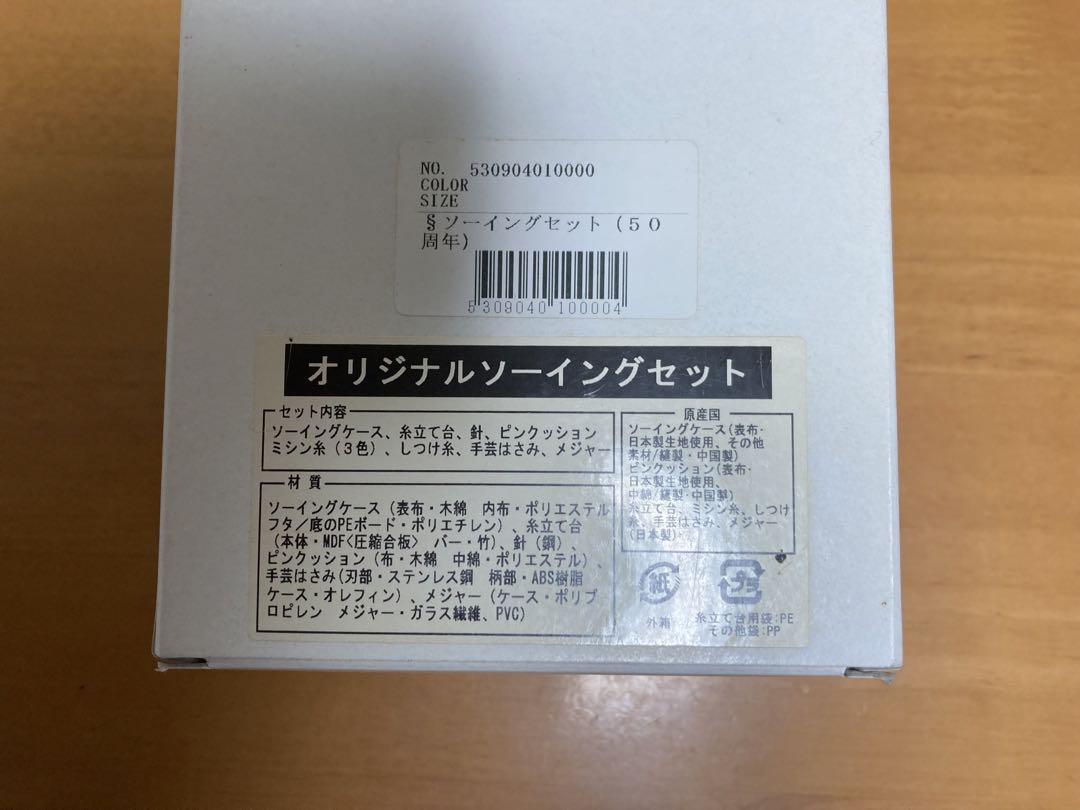 NO. 530904010000
COLOR
SIZE
§ソーイングセット(50
周年)
5309040100004
オリジナルソーイングセット
セット内容
ソーイングケース、糸立て台、針、ピンクッション
ミシン糸(3色)、しつけ糸、手芸はさみ、メジャー
材質
ソーイングケース(表布・木綿 内布・ポリエステル
フタ/底のPEボード・ポリエチレン)、糸立て台
(本体・MDF<圧縮合板> バー・竹)、針(鋼)、
ピンクッション(布・木綿 中綿・ポリエステル)、
手芸はさみ(刃部・ステンレス鋼 柄部・ABS樹脂
ケース・オレフィン)、メジャー(ケース・ポリプ
ロピレン メジャー・ガラス繊維、PVC)
原産国
ソーイングケース(表布・
日本製生地使用、その他
素材/縫製・中国製)
ピンクッション(表布・
日本製生地使用、
中綿/縫製・中国製)
糸立て台、ミシン糸、しつけ
糸、手芸はさみ、メジャー
(日本製)
紙
プラ
外箱
糸立て台用袋:PE
その他袋:PP